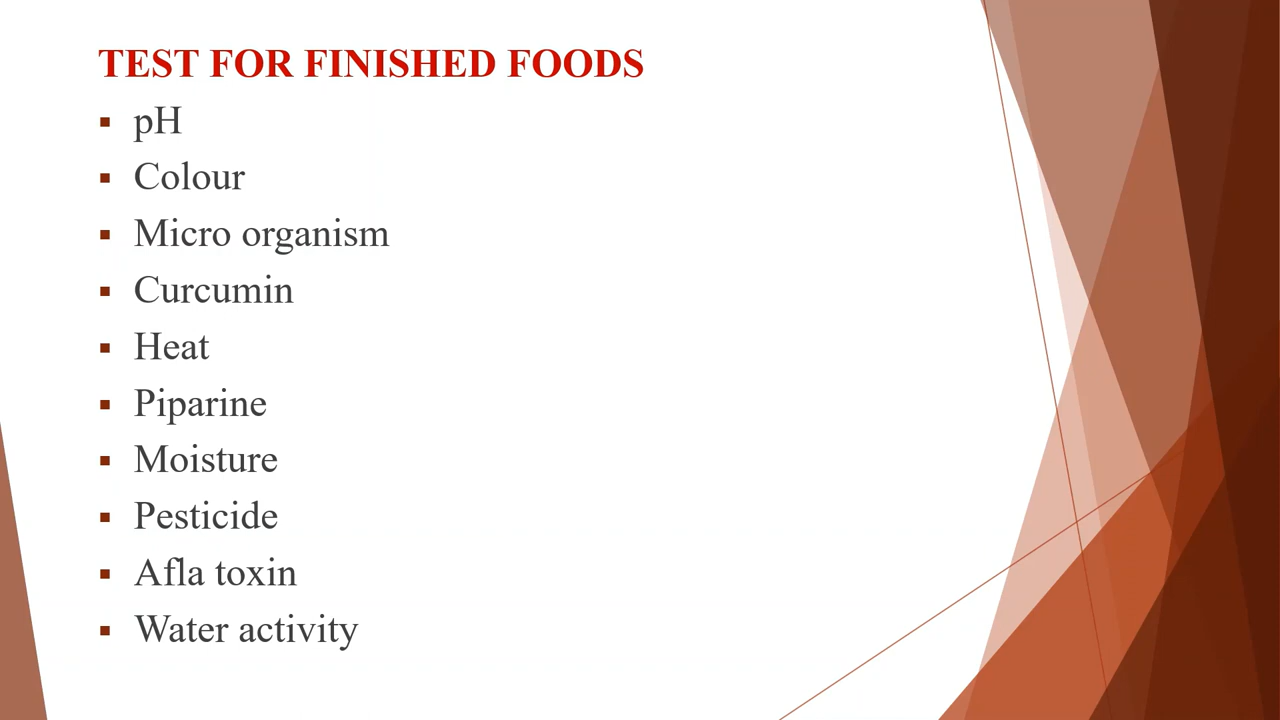 TEST FOR FINISHED FOODS
▪ pH
▪ Colour
▪ Micro organism
▪ Curcumin
▪ Heat
▪ Piparine
▪ Moisture
▪ Pesticide
▪ Afla toxin
▪ Water activity